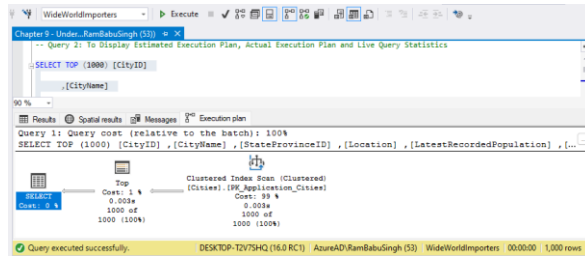 WideWorldImporters
Execute
Chapter 9 - Under...RamBabuSingh (53))
-- Query 2: To Display Estimated Execution Plan, Actual Execution Plan and Live Query Statistics
SELECT TOP (1000) [CityID]
,[CityName]
90 %
Results Spatial results Messages Execution plan
Query 1: Query cost (relative to the batch): 100%
SELECT TOP (1000) [CityID] ,[CityName] ,[StateProvinceID] ,[Location] ,[LatestRecordedPopulation] ,[...
SELECT
Cost: 0 %
Top
Cost: 1 %
0.003s
1000 of
1000 (100%)
Clustered Index Scan (Clustered)
[Cities].[PK_Application_Cities]
Cost: 99 %
0.003s
1000 of
1000 (100%)
Query executed successfully.
DESKTOP-T2V7SHQ (16.0 RC1) AzureAD\RamBabuSingh (53) WideWorldImporters 00:00:00 1,000 rows